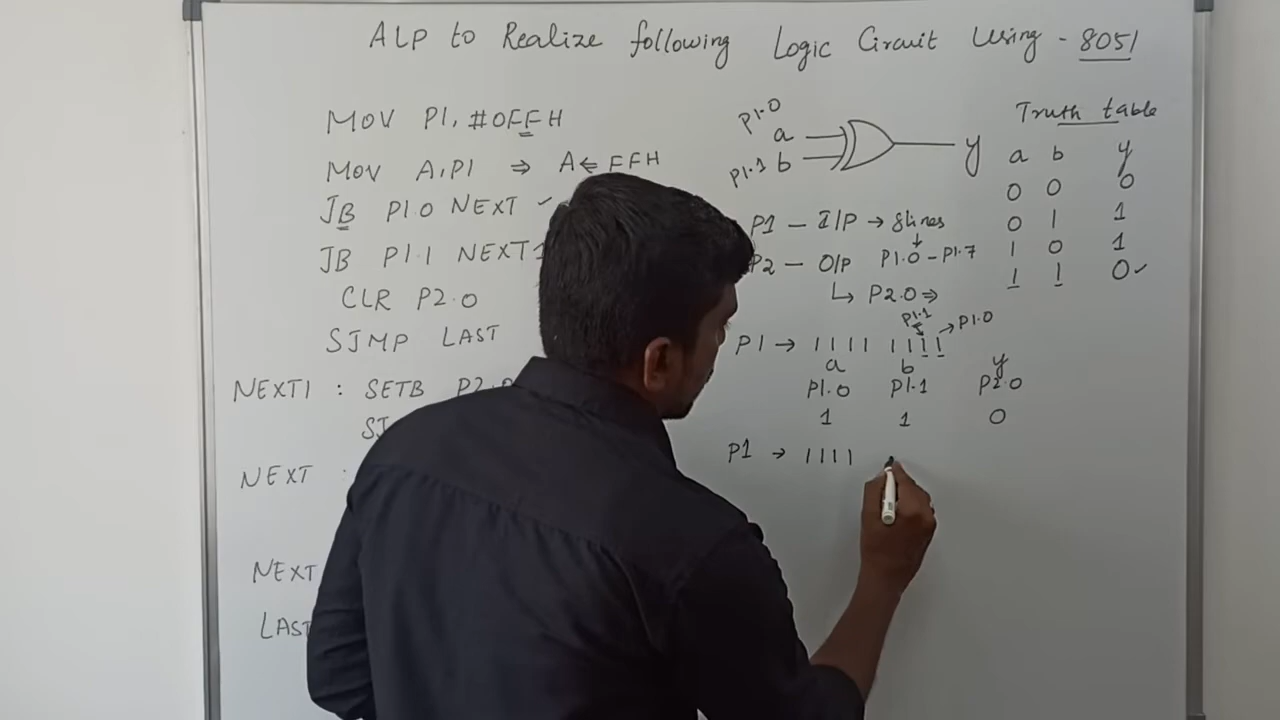 ALP to Realize following Logic Circuit Using - 8051
MOV P1, #0FFH
MOV A,P1 ⇒ A ⇐ FFH
JB P1.0 NEXT ✓
JB P1.1 NEXT1
CLR P2.0
SJMP LAST
NEXT1 : SETB P2.0
SJ
NEXT :
NEXT
LAST
P1.0
a
P1.1 b
y
P1 - I/P → 8lines
↓
P2 - O/P P1.0 - P1.7
↳ P2.0 ⇒
P1.1
→ P1.0
P1 → 1111 1111
a b y
P1.0 P1.1 P2.0
1 1 0
P1 → 1111
Truth table
a b y
0 0 0
0 1 1
1 0 1
1 1 0 ✓